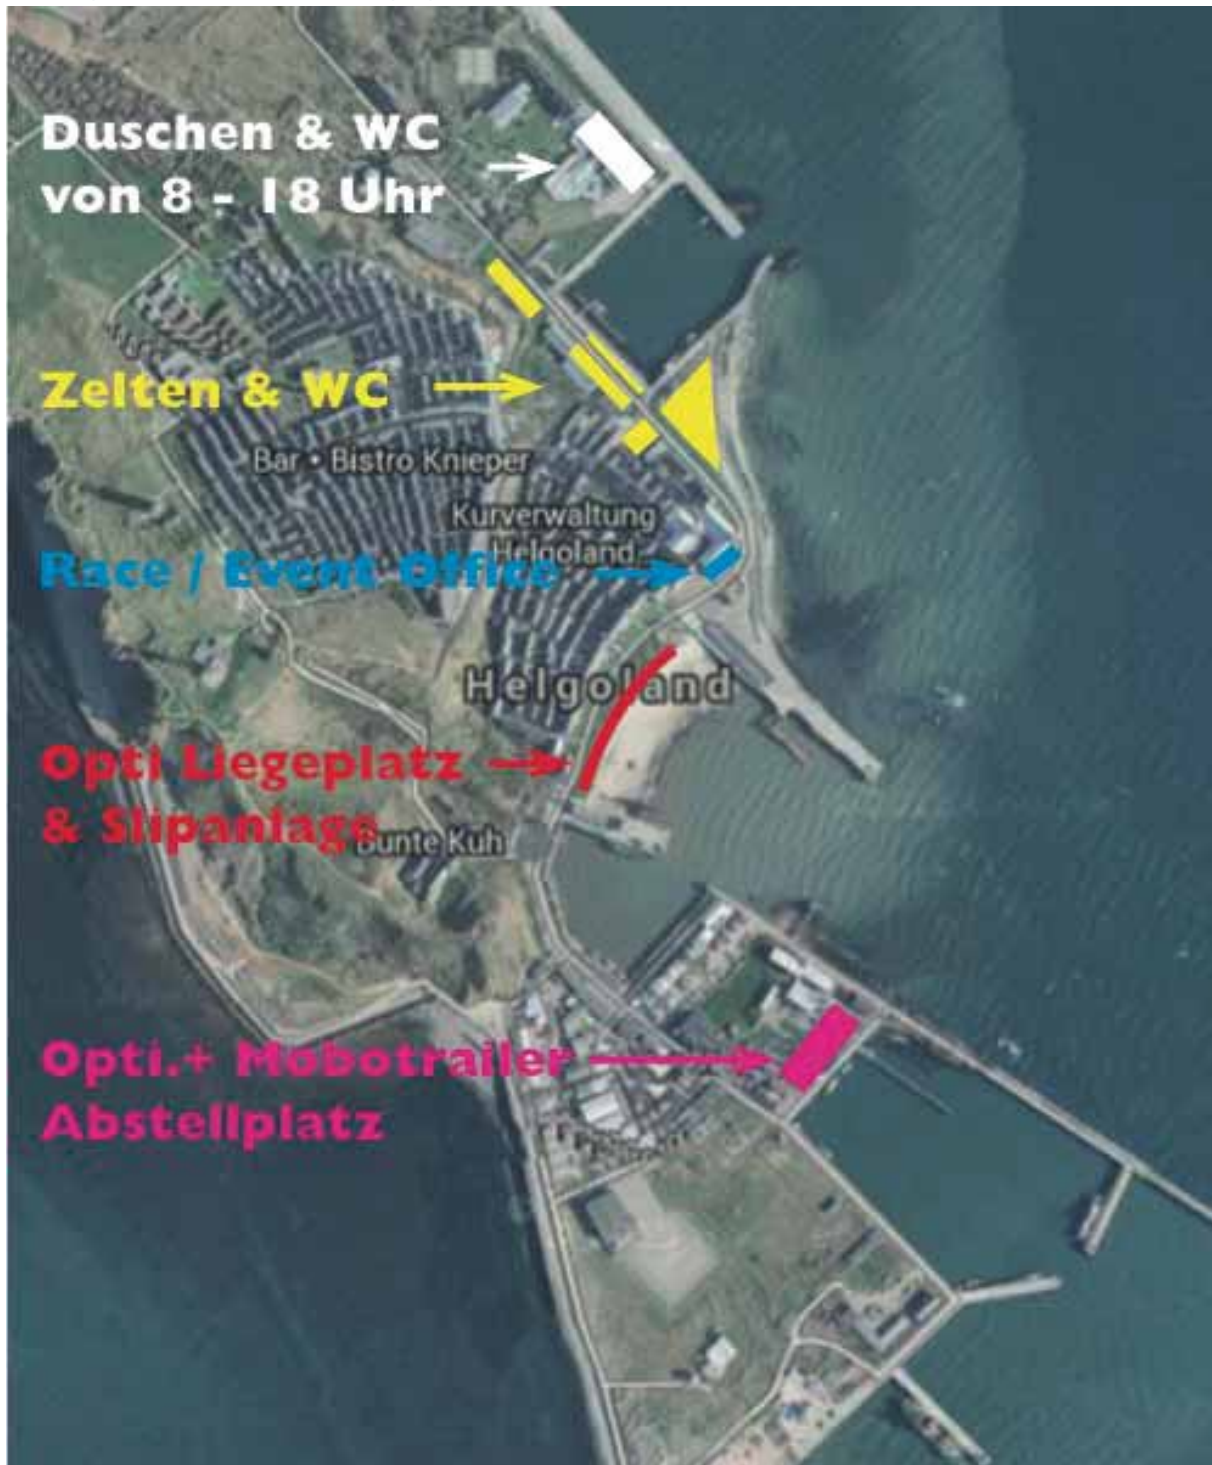 Duschen & WC
von 8 - 18 Uhr
Zelten & WC
Bar • Bistro Knieper
Kurverwaltung
Helgoland
Race / Event Office
Helgoland
Opti Liegeplatz
& Slipanlage
Bunte Kuh
Opti.+ Mobotrailer
Abstellplatz